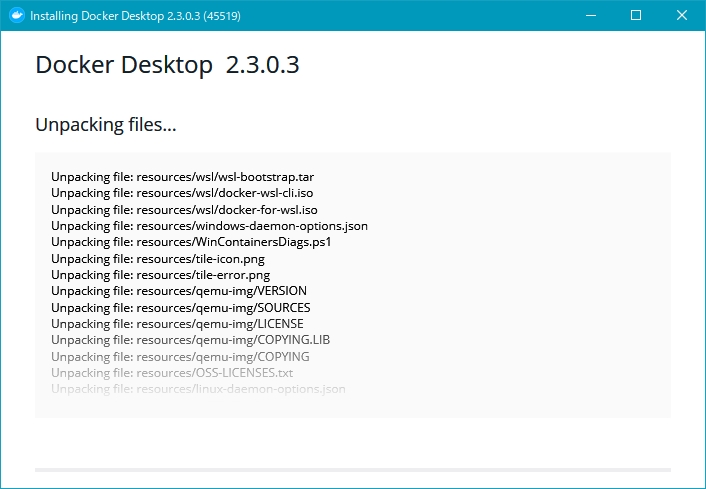 Installing Docker Desktop 2.3.0.3 (45519)
Docker Desktop 2.3.0.3
Unpacking files...
Unpacking file: resources/wsl/wsl-bootstrap.tar
Unpacking file: resources/wsl/docker-wsl-cli.iso
Unpacking file: resources/wsl/docker-for-wsl.iso
Unpacking file: resources/windows-daemon-options.json
Unpacking file: resources/WinContainersDiags.ps1
Unpacking file: resources/tile-icon.png
Unpacking file: resources/tile-error.png
Unpacking file: resources/qemu-img/VERSION
Unpacking file: resources/qemu-img/SOURCES
Unpacking file: resources/qemu-img/LICENSE
Unpacking file: resources/qemu-img/COPYING.LIB
Unpacking file: resources/qemu-img/COPYING
Unpacking file: resources/OSS-LICENSES.txt
Unpacking file: resources/linux-daemon-options.json